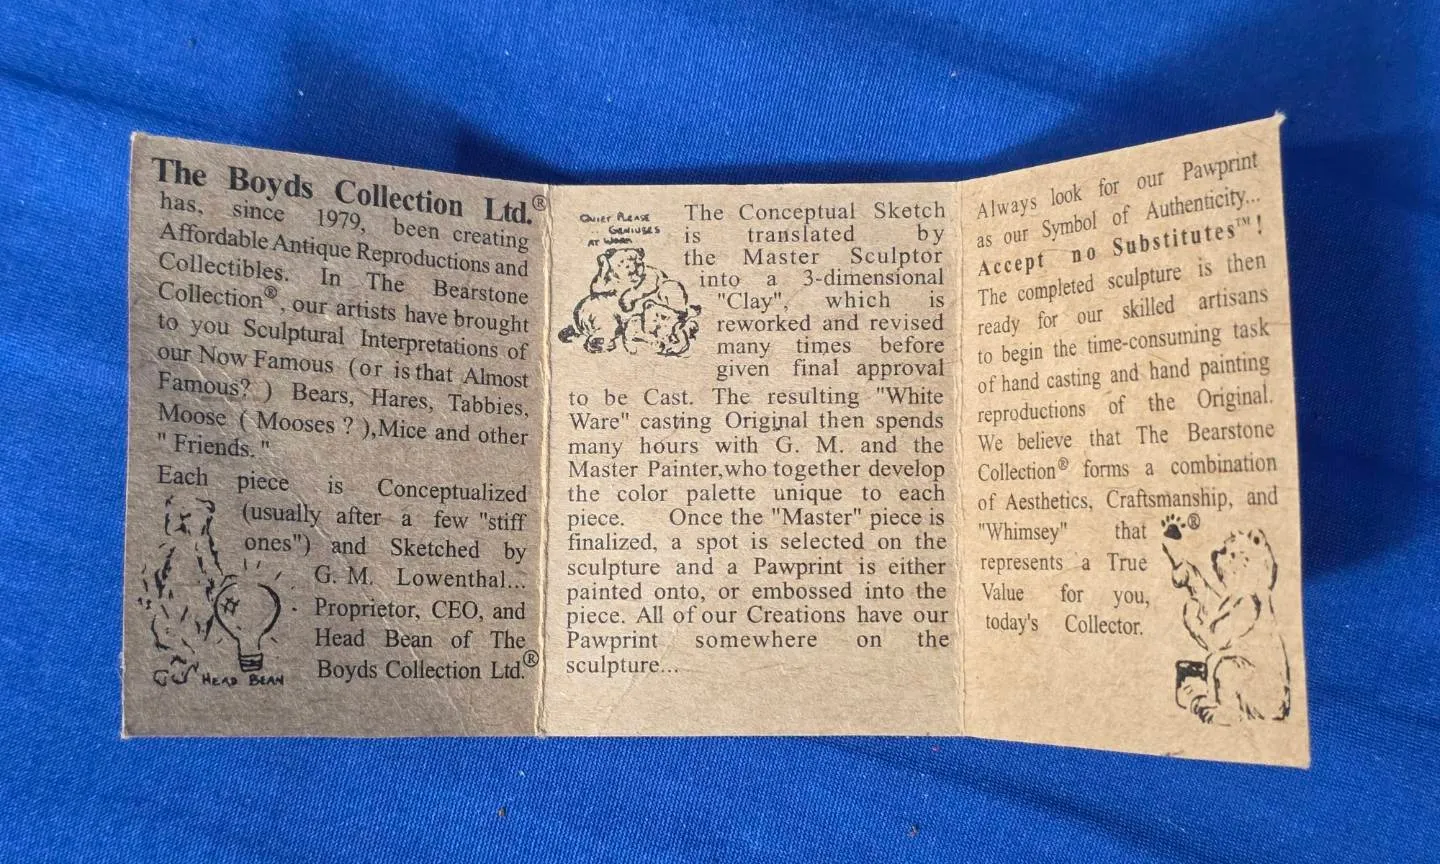 The Boyds Collection Ltd.®
has, since 1979, been creating
Affordable Antique Reproductions and
Collectibles. In The Bearstone
Collection®, our artists have brought
to you Sculptural Interpretations of
our Now Famous (or is that Almost
Famous? ) Bears, Hares, Tabbies,
Moose ( Mooses ? ),Mice and other
" Friends. "
Each piece is Conceptualized
(usually after a few "stiff
ones") and Sketched by
G. M. Lowenthal...
Proprietor, CEO, and
Head Bean of The
Boyds Collection Ltd.®
HEAD BEAN
QUIET PLEASE
.. GENIUSES
AT WORK
The Conceptual Sketch
is translated by
the Master Sculptor
into a 3-dimensional
"Clay", which is
reworked and revised
many times before
given final approval
to be Cast. The resulting "White
Ware" casting Original then spends
many hours with G. M. and the
Master Painter,who together develop
the color palette unique to each
piece. Once the "Master" piece is
finalized, a spot is selected on the
sculpture and a Pawprint is either
painted onto, or embossed into the
piece. All of our Creations have our
Pawprint somewhere on the
sculpture...
Always look for our Pawprint
as our Symbol of Authenticity...
Accept no Substitutes™!
The completed sculpture is then
ready for our skilled artisans
to begin the time-consuming task
of hand casting and hand painting
reproductions of the Original.
We believe that The Bearstone
Collection® forms a combination
of Aesthetics, Craftsmanship, and
"Whimsey" that
represents a True
Value for you,
today's Collector.
®